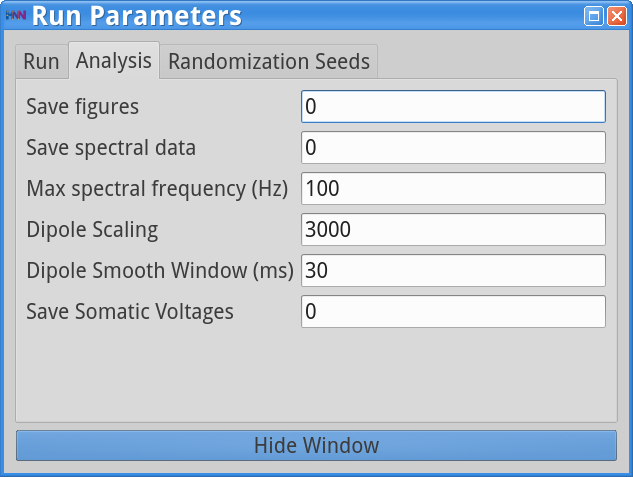 HNN Run Parameters
Run Analysis Randomization Seeds
Save figures 0
Save spectral data 0
Max spectral frequency (Hz) 100
Dipole Scaling 3000
Dipole Smooth Window (ms) 30
Save Somatic Voltages 0
Hide Window